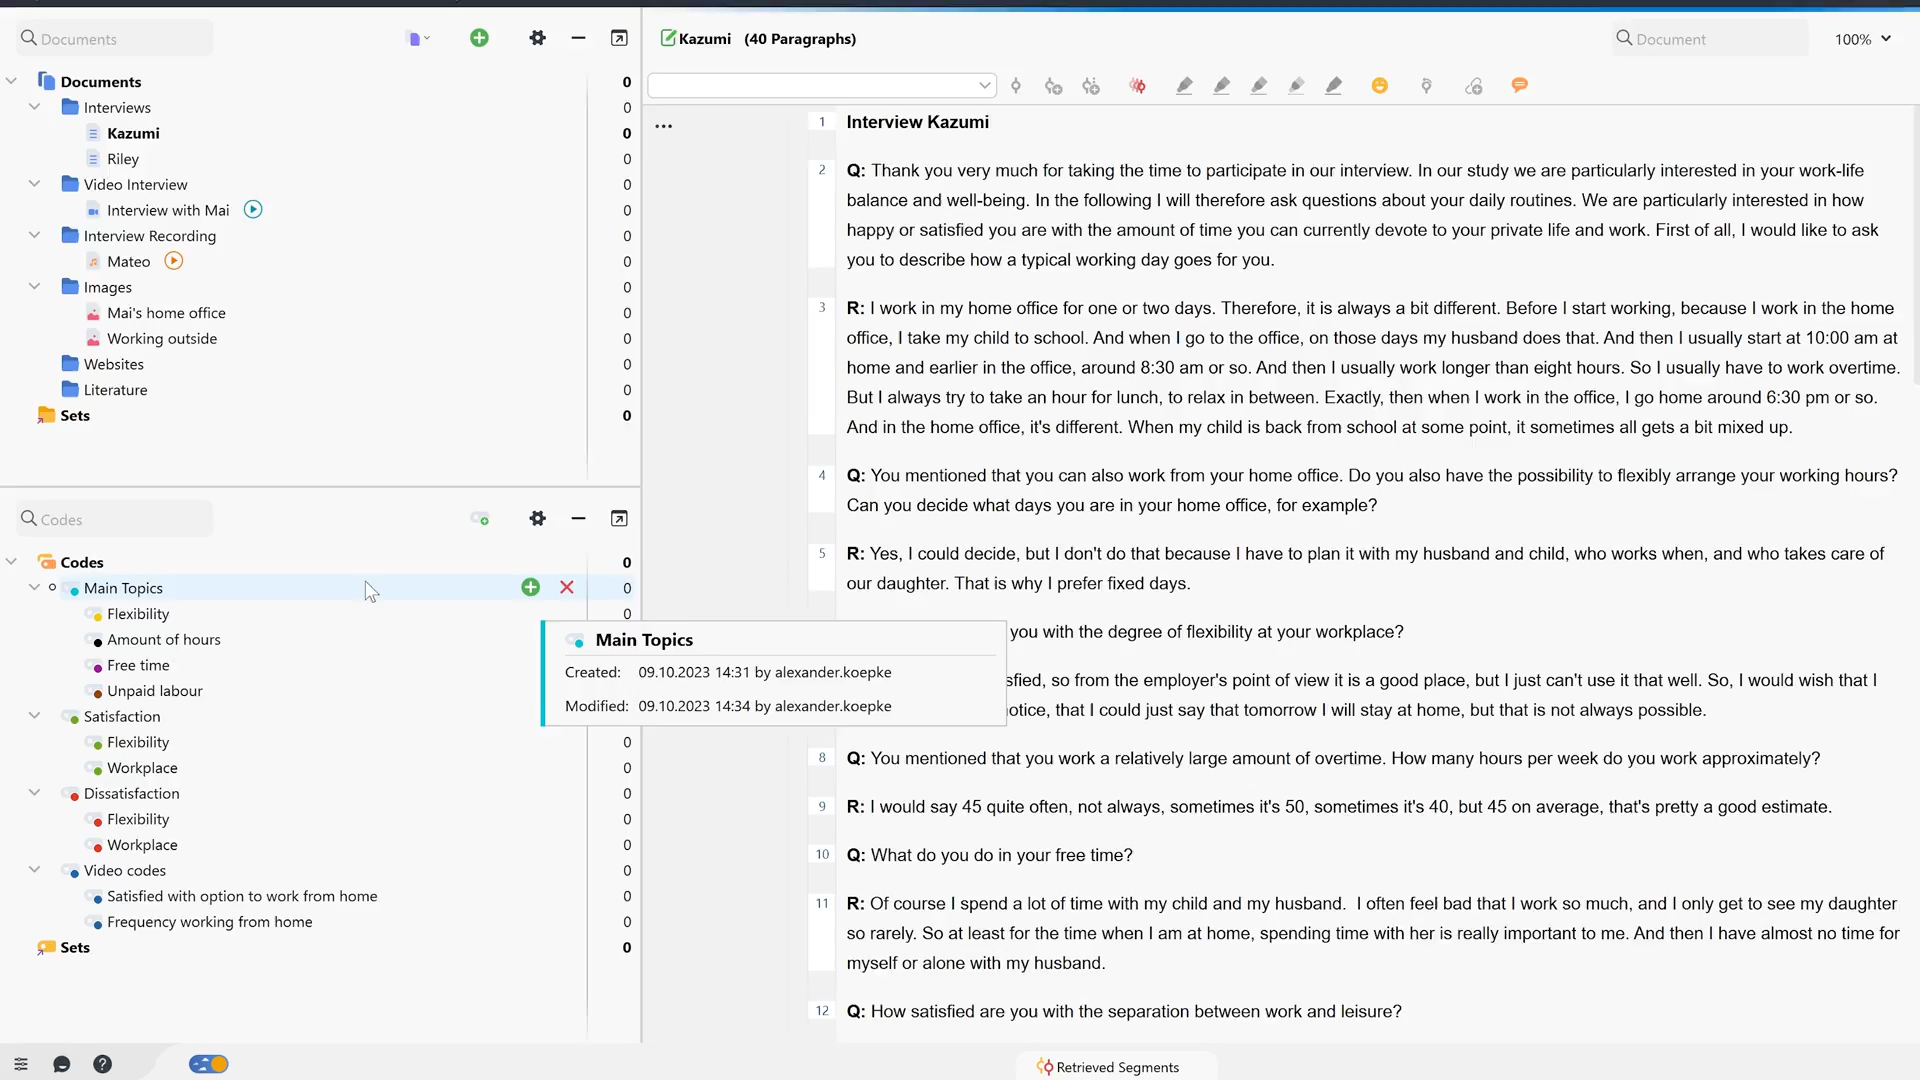 Documents
Documents 0
Interviews 0
Kazumi 0
Riley 0
Video Interview 0
Interview with Mai 0
Interview Recording 0
Mateo 0
Images 0
Mai's home office 0
Working outside 0
Websites 0
Literature 0
Sets 0
Codes
Codes 0
Main Topics 0
Flexibility 0
Amount of hours
Free time
Unpaid labour
Satisfaction
Flexibility 0
Workplace 0
Dissatisfaction 0
Flexibility 0
Workplace 0
Video codes 0
Satisfied with option to work from home 0
Frequency working from home 0
Sets 0
Main Topics
Created: 09.10.2023 14:31 by alexander.koepke
Modified: 09.10.2023 14:34 by alexander.koepke
Kazumi (40 Paragraphs)
Document
100%
...
1 Interview Kazumi
2 Q: Thank you very much for taking the time to participate in our interview. In our study we are particularly interested in your work-life
balance and well-being. In the following I will therefore ask questions about your daily routines. We are particularly interested in how
happy or satisfied you are with the amount of time you can currently devote to your private life and work. First of all, I would like to ask
you to describe how a typical working day goes for you.
3 R: I work in my home office for one or two days. Therefore, it is always a bit different. Before I start working, because I work in the home
office, I take my child to school. And when I go to the office, on those days my husband does that. And then I usually start at 10:00 am at
home and earlier in the office, around 8:30 am or so. And then I usually work longer than eight hours. So I usually have to work overtime.
But I always try to take an hour for lunch, to relax in between. Exactly, then when I work in the office, I go home around 6:30 pm or so.
And in the home office, it's different. When my child is back from school at some point, it sometimes all gets a bit mixed up.
4 Q: You mentioned that you can also work from your home office. Do you also have the possibility to flexibly arrange your working hours?
Can you decide what days you are in your home office, for example?
5 R: Yes, I could decide, but I don't do that because I have to plan it with my husband and child, who works when, and who takes care of
our daughter. That is why I prefer fixed days.
you with the degree of flexibility at your workplace?
sfied, so from the employer's point of view it is a good place, but I just can't use it that well. So, I would wish that I
otice, that I could just say that tomorrow I will stay at home, but that is not always possible.
8 Q: You mentioned that you work a relatively large amount of overtime. How many hours per week do you work approximately?
9 R: I would say 45 quite often, not always, sometimes it's 50, sometimes it's 40, but 45 on average, that's pretty a good estimate.
10 Q: What do you do in your free time?
11 R: Of course I spend a lot of time with my child and my husband. I often feel bad that I work so much, and I only get to see my daughter
so rarely. So at least for the time when I am at home, spending time with her is really important to me. And then I have almost no time for
myself or alone with my husband.
12 Q: How satisfied are you with the separation between work and leisure?
Retrieved Segments